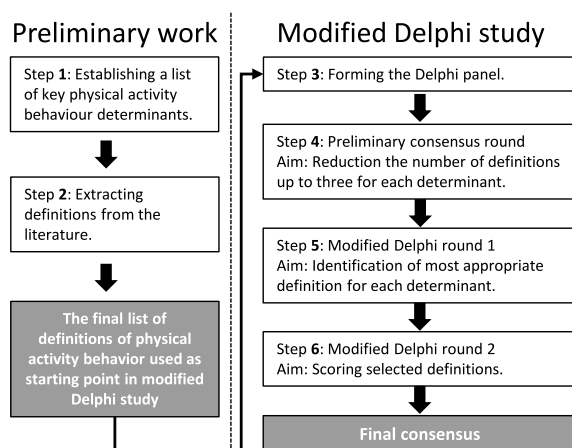 Preliminary work
Step 1: Establishing a list
of key physical activity
behaviour determinants.
Step 2: Extracting
definitions from the
literature.
The final list of
definitions of physical
activity behavior used as
starting point in modified
Delphi study
Modified Delphi study
Step 3: Forming the Delphi panel.
Step 4: Preliminary consensus round
Aim: Reduction the number of definitions
up to three for each determinant.
Step 5: Modified Delphi round 1
Aim: Identification of most appropriate
definition for each determinant.
Step 6: Modified Delphi round 2
Aim: Scoring selected definitions.
Final consensus